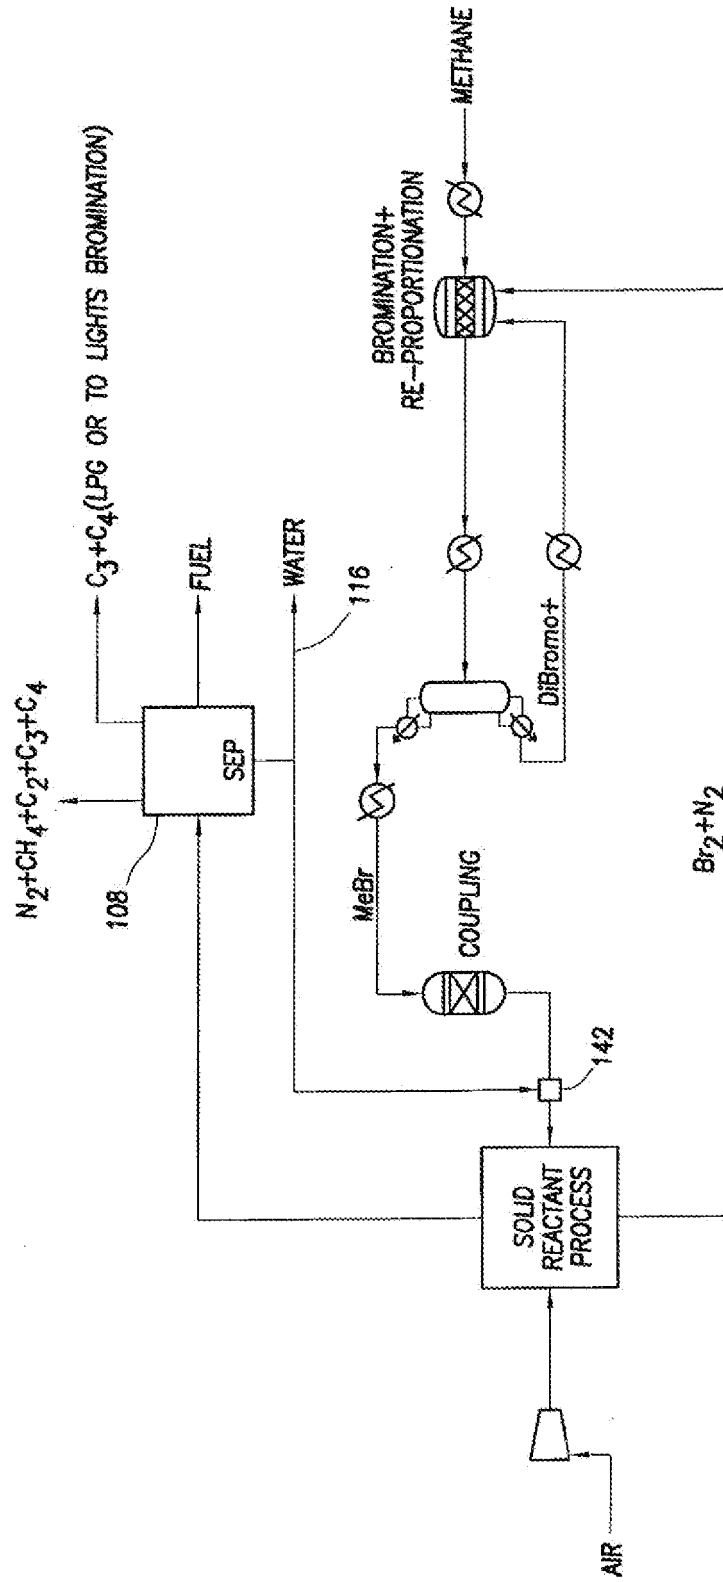 N2+CH4+C2+C3+C4
C3+C4(LPG OR TO LIGHTS BROMINATION)
108
FUEL
SEP
WATER
116
METHANE
BROMINATION+
RE-PROPORTIONATION
MeBr
DiBromo+
COUPLING
142
SOLID
REACTANT
PROCESS
AIR
Br2+N2